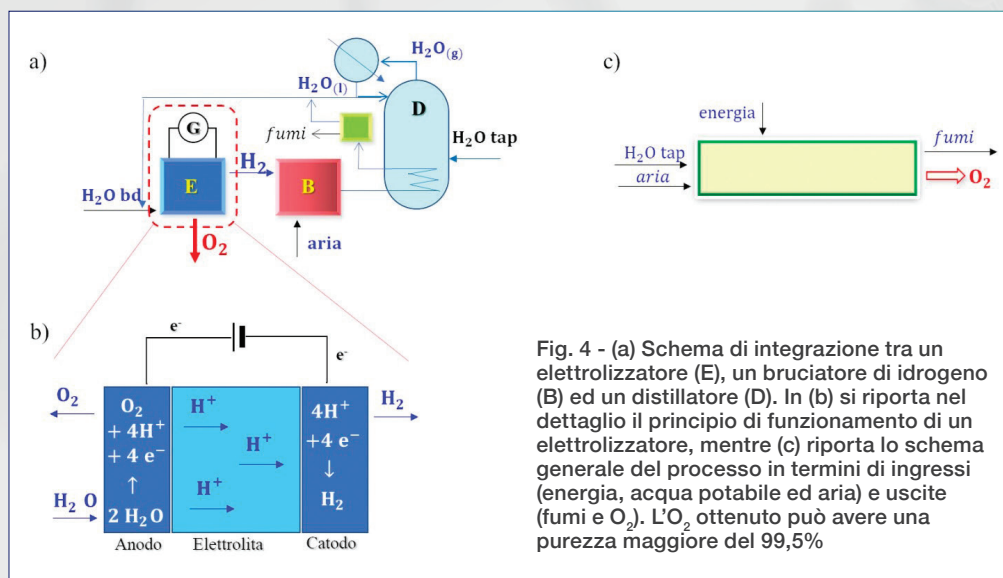 a)
H₂O(g)
H₂O(l)
D
G
fumi
H₂O tap
H₂
E
B
H₂O bd
O₂
aria
c)
energia
fumi
H₂O tap
aria
O₂
b)
e⁻
e⁻
O₂
O₂
+ 4H⁺
+ 4 e⁻
↑
2 H₂O
H₂ O
H⁺
H⁺
H⁺
4H⁺
+4 e⁻
↓
H₂
H₂
Anodo
Elettrolita
Catodo
Fig. 4 - (a) Schema di integrazione tra un
elettrolizzatore (E), un bruciatore di idrogeno
(B) ed un distillatore (D). In (b) si riporta nel
dettaglio il principio di funzionamento di un
elettrolizzatore, mentre (c) riporta lo schema
generale del processo in termini di ingressi
(energia, acqua potabile ed aria) e uscite
(fumi e O₂). L’O₂ ottenuto può avere una
purezza maggiore del 99,5%